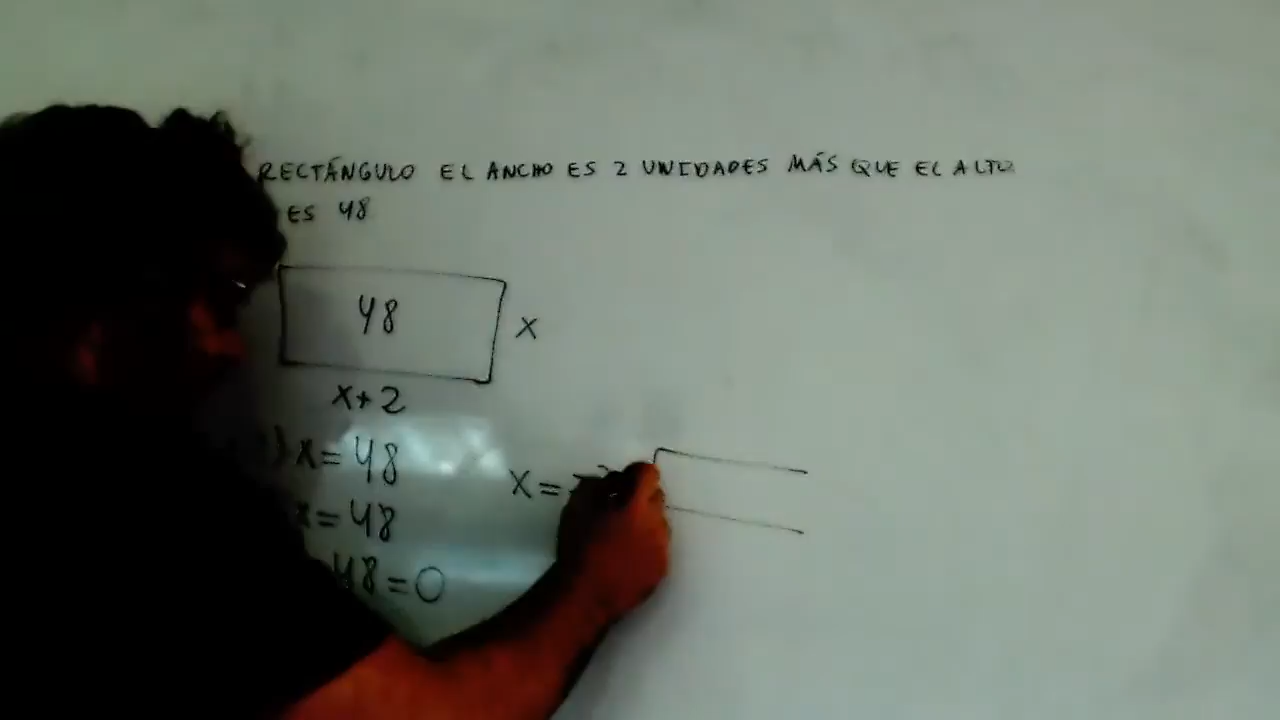 RECTÁNGULO EL ANCHO ES 2 UNIDADES MÁS QUE EL ALTO
ES 48
48
x
x+2
) x = 48
x = 48
48 = 0
x =